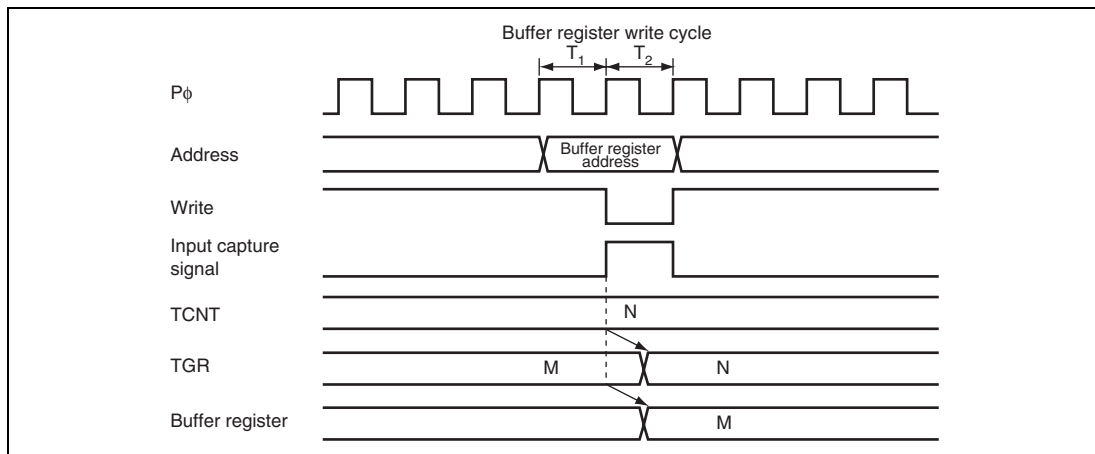 Buffer register write cycle
T1 T2
Pϕ
Address
Buffer register
address
Write
Input capture
signal
TCNT
N
TGR
M
N
Buffer register
M